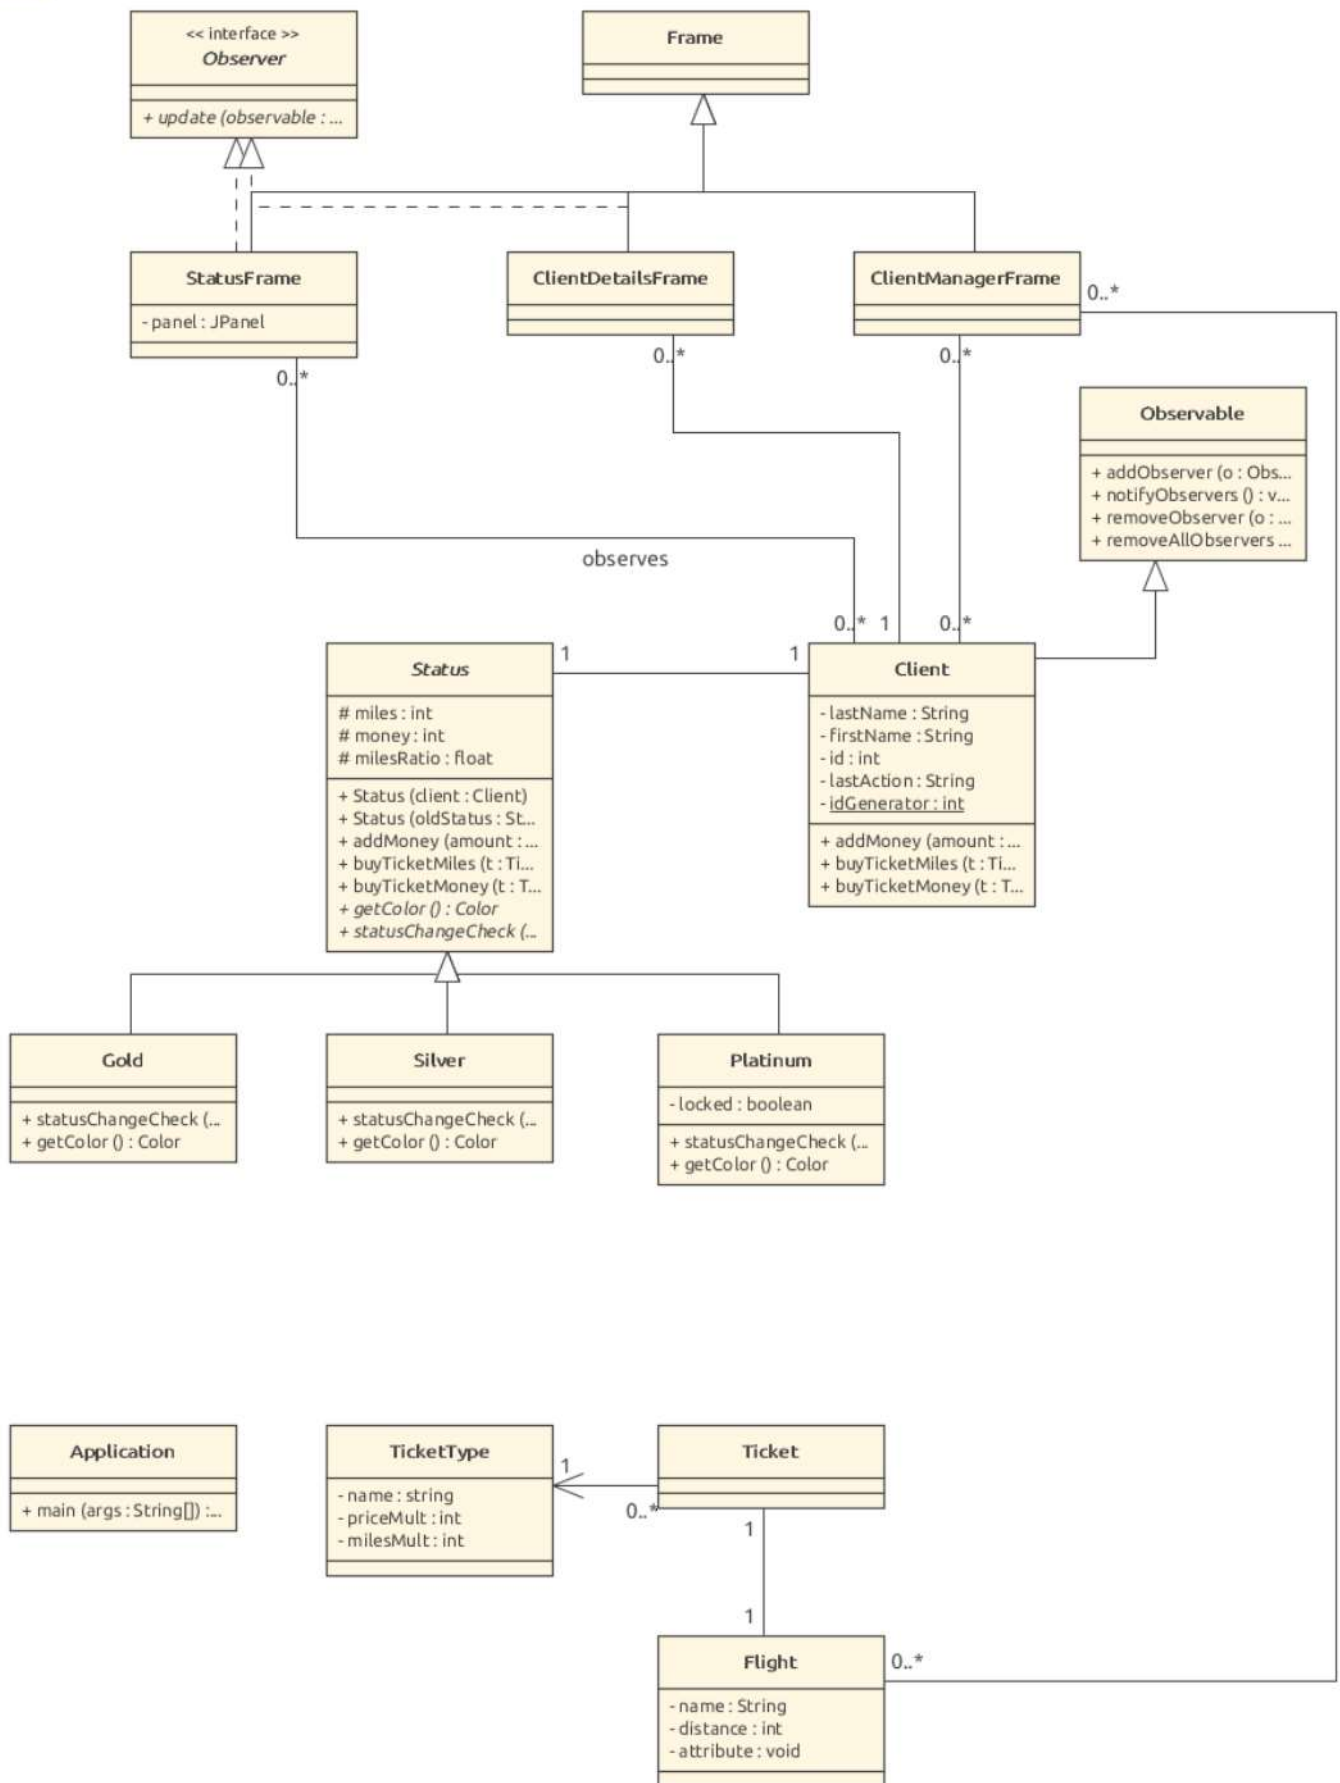 << interface >>
Observer
+ update (observable : ...
Frame
StatusFrame
- panel : JPanel
ClientDetailsFrame
ClientManagerFrame
0..*
0..*
0..*
0..*
Observable
+ addObserver (o : Obs...
+ notifyObservers () : v...
+ removeObserver (o : ...
+ removeAllObservers ...
observes
0..*
1
0..*
Status
# miles : int
# money : int
# milesRatio : float
+ Status (client : Client)
+ Status (oldStatus : St...
+ addMoney (amount : ...
+ buyTicketMiles (t : Ti...
+ buyTicketMoney (t : T...
+ getColor () : Color
+ statusChangeCheck (...
1
1
Client
- lastName : String
- firstName : String
- id : int
- lastAction : String
- idGenerator : int
+ addMoney (amount : ...
+ buyTicketMiles (t : Ti...
+ buyTicketMoney (t : T...
Gold
+ statusChangeCheck (...
+ getColor () : Color
Silver
+ statusChangeCheck (...
+ getColor () : Color
Platinum
- locked : boolean
+ statusChangeCheck (...
+ getColor () : Color
Application
+ main (args : String[]) :...
TicketType
- name : string
- priceMult : int
- milesMult : int
1
0..*
Ticket
1
1
Flight
- name : String
- distance : int
- attribute : void
0..*